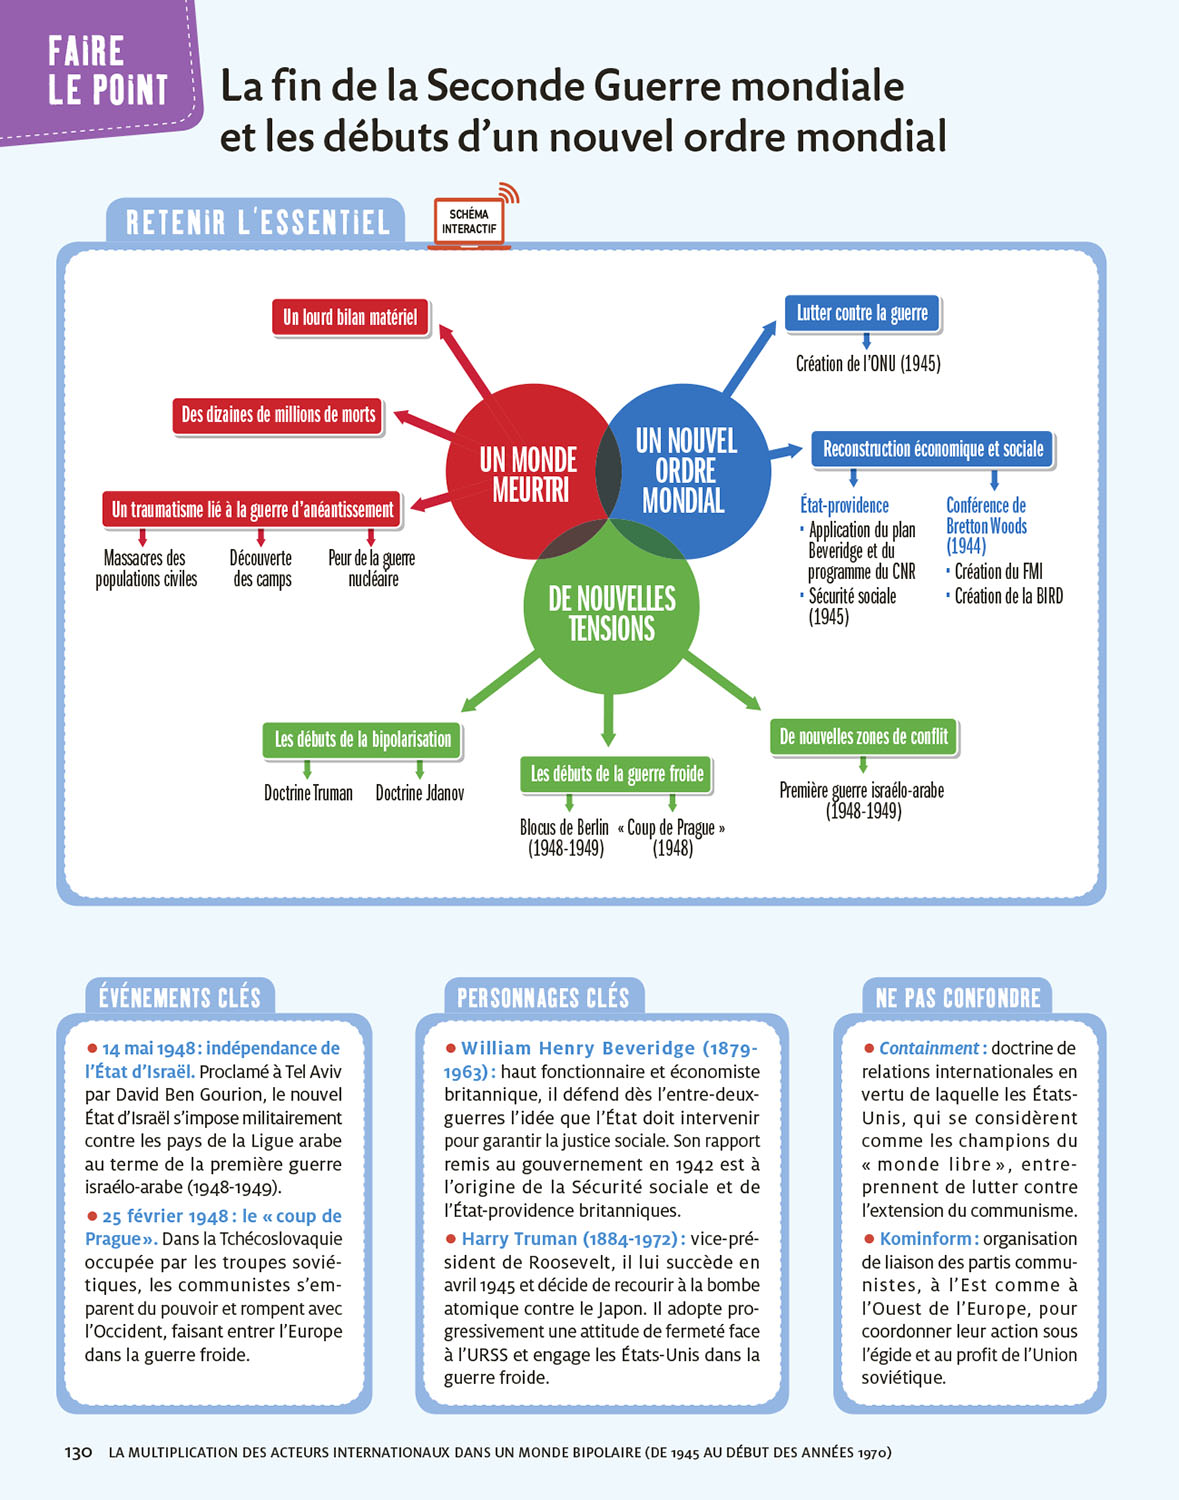 FAIRE
LE POINT
La fin de la Seconde Guerre mondiale
et les débuts d'un nouvel ordre mondial
RETENIR L'ESSENTIEL
SCHÉMA
INTERACTIF
Un lourd bilan matériel
Des dizaines de millions de morts
Un traumatisme lié à la guerre d'anéantissement
Massacres des
populations civiles
Découverte
des camps
Peur de la guerre
nucléaire
UN MONDE
MEURTRI
UN NOUVEL
ORDRE
MONDIAL
Lutter contre la guerre
Création de l'ONU (1945)
Reconstruction économique et sociale
État-providence
• Application du plan
Beveridge et du
programme du CNR
• Sécurité sociale
(1945)
Conférence de
Bretton Woods
(1944)
• Création du FMI
• Création de la BIRD
DE NOUVELLES
TENSIONS
Les débuts de la bipolarisation
Doctrine Truman
Doctrine Jdanov
Les débuts de la guerre froide
Blocus de Berlin
(1948-1949)
« Coup de Prague »
(1948)
De nouvelles zones de conflit
Première guerre israélo-arabe
(1948-1949)
ÉVÉNEMENTS CLÉS
• 14 mai 1948 : indépendance de
l'État d'Israël. Proclamé à Tel Aviv
par David Ben Gourion, le nouvel
État d'Israël s'impose militairement
contre les pays de la Ligue arabe
au terme de la première guerre
israélo-arabe (1948-1949).
• 25 février 1948 : le « coup de
Prague ». Dans la Tchécoslovaquie
occupée par les troupes sovié-
tiques, les communistes s'em-
parent du pouvoir et rompent avec
l'Occident, faisant entrer l'Europe
dans la guerre froide.
PERSONNAGES CLÉS
• William Henry Beveridge (1879-
1963) : haut fonctionnaire et économiste
britannique, il défend dès l'entre-deux-
guerres l'idée que l'État doit intervenir
pour garantir la justice sociale. Son rapport
remis au gouvernement en 1942 est à
l'origine de la Sécurité sociale et de
l'État-providence britanniques.
• Harry Truman (1884-1972) : vice-pré-
sident de Roosevelt, il lui succède en
avril 1945 et décide de recourir à la bombe
atomique contre le Japon. Il adopte pro-
gressivement une attitude de fermeté face
à l'URSS et engage les États-Unis dans la
guerre froide.
NE PAS CONFONDRE
• Containment : doctrine de
relations internationales en
vertu de laquelle les États-
Unis, qui se considèrent
comme les champions du
« monde libre », entre-
prennent de lutter contre
l'extension du communisme.
• Kominform : organisation
de liaison des partis commu-
nistes, à l'Est comme à
l'Ouest de l'Europe, pour
coordonner leur action sous
l'égide et au profit de l'Union
soviétique.
130 LA MULTIPLICATION DES ACTEURS INTERNATIONAUX DANS UN MONDE BIPOLAIRE (DE 1945 AU DÉBUT DES ANNÉES 1970)